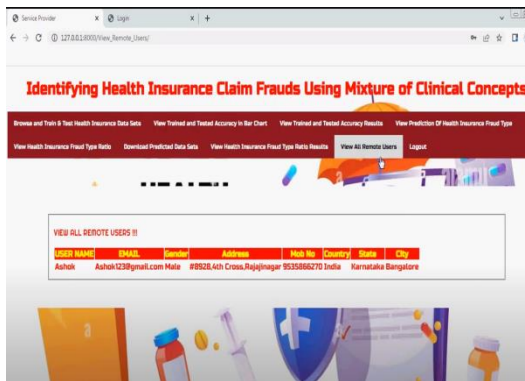 Service Provider
Login
127.0.0.1:8000/View_Remote_Users/
Identifying Health Insurance Claim Frauds Using Mixture of Clinical Concepts
Browse and Train & Test Health Insurance Data Sets View Trained and Tested Accuracy in Bar Chart View Trained and Tested Accuracy Results View Prediction Of Health Insurance Fraud Type
View Health Insurance Fraud Type Ratio Download Predicted Data Sets View Health Insurance Fraud Type Ratio Results View All Remote Users Logout
VIEW ALL REMOTE USERS !!!
USER NAME EMAIL Gender Address Mob No Country State City
Ashok Ashok123@gmail.com Male #8928,4th Cross,Rajajinagar 9535866270 India Karnataka Bangalore